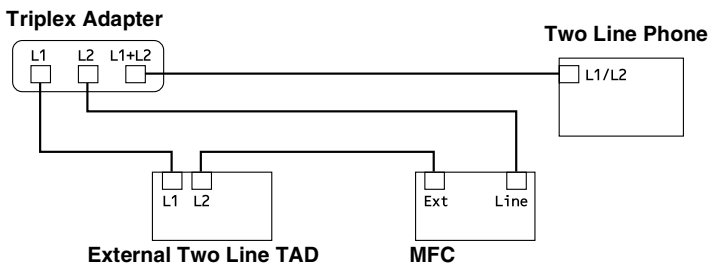 Triplex Adapter
Two Line Phone
L1 L2 L1+L2
L1/L2
L1 L2
Ext Line
External Two Line TAD
MFC